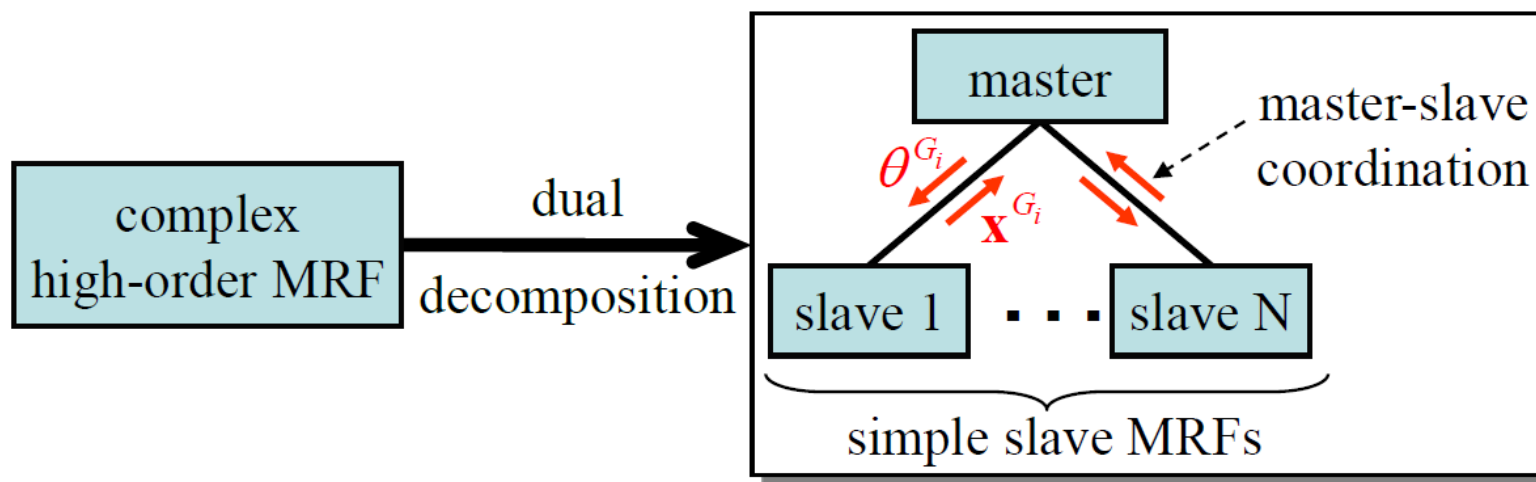 complex
high-order MRF
dual
decomposition
master
master-slave
coordination
θ^{G_i}
x^{G_i}
slave 1
. . .
slave N
simple slave MRFs